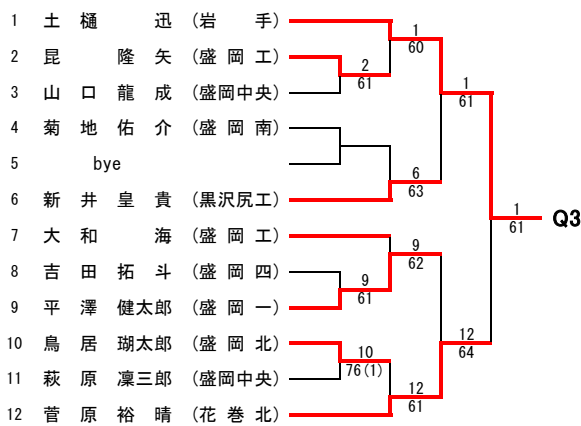 1 土 樋 迅 (岩 手)
2 昆 隆 矢 (盛 岡 工)
3 山 口 龍 成 (盛岡中央)
4 菊 地 佑 介 (盛 岡 南)
5 bye
6 新 井 皇 貴 (黒沢尻工)
7 大 和 海 (盛 岡 工)
8 吉 田 拓 斗 (盛 岡 四)
9 平 澤 健太郎 (盛 岡 一)
10 鳥 居 瑚太郎 (盛 岡 北)
11 萩 原 凜三郎 (盛岡中央)
12 菅 原 裕 晴 (花 巻 北)
2
61
9
61
10
76(1)
1
60
6
63
9
62
12
61
1
61
12
64
1
61
Q3